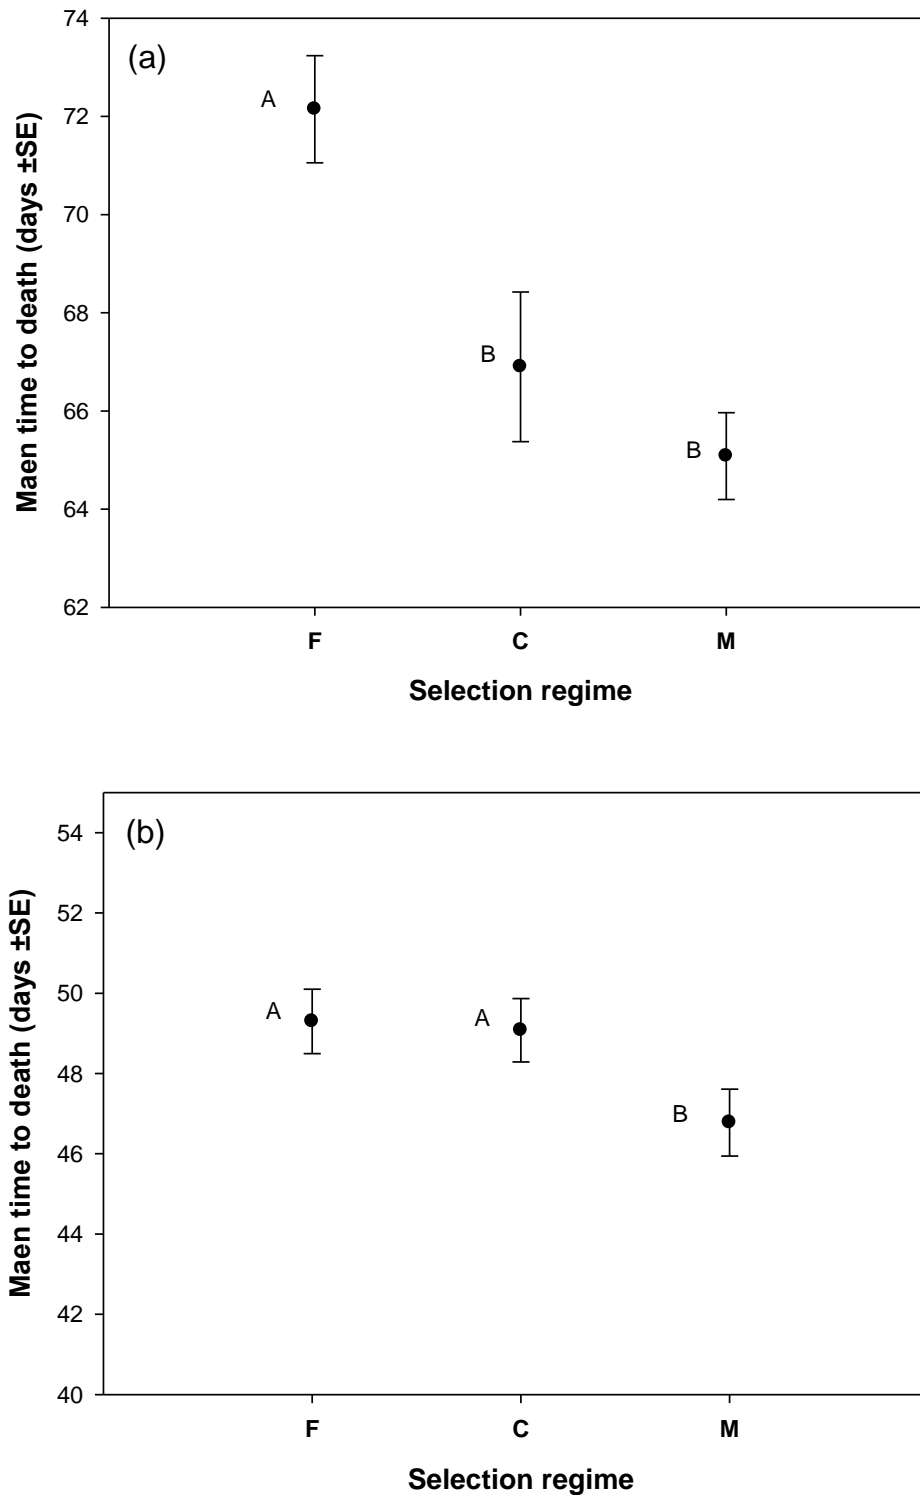 (a)
Maen time to death (days ±SE)
74
72
70
68
66
64
62
A
B
B
F C M
Selection regime
(b)
Maen time to death (days ±SE)
54
52
50
48
46
44
42
40
A
A
B
F C M
Selection regime